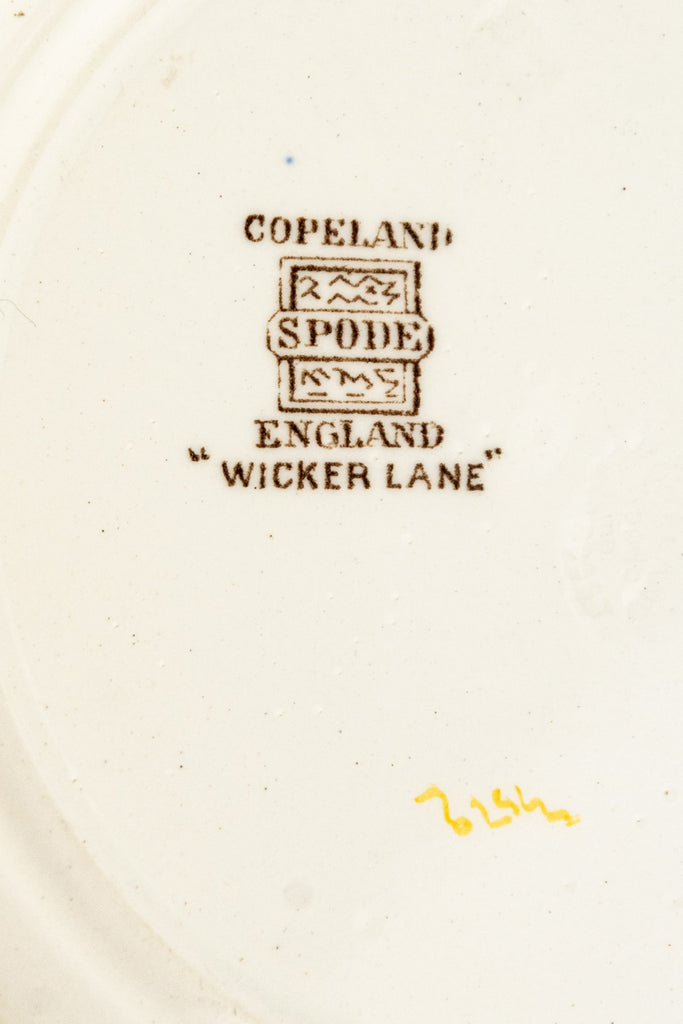 COPELAND
SPODE
ENGLAND
"WICKER LANE"